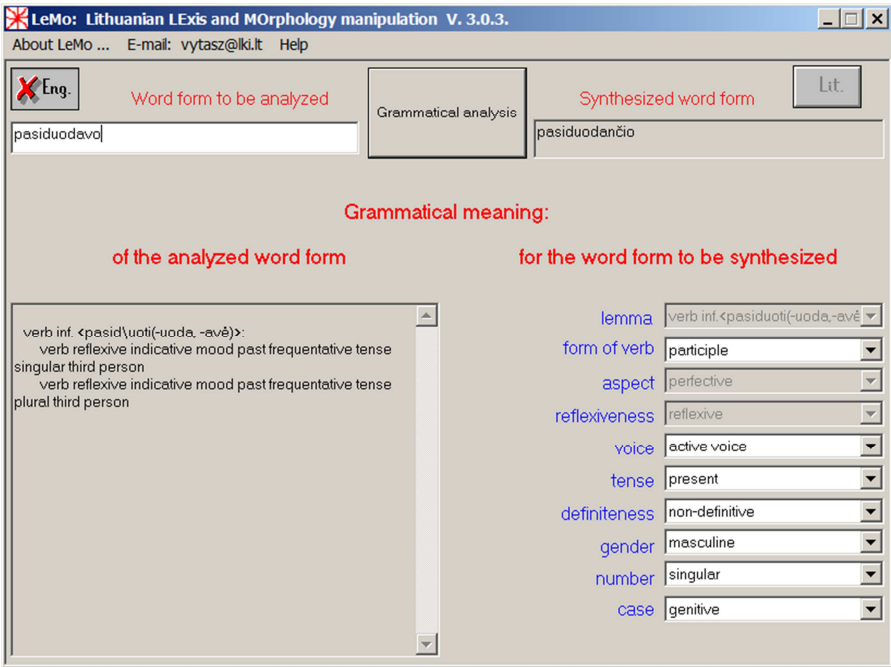 LeMo: Lithuanian LExis and MOrphology manipulation V. 3.0.3.
About LeMo ... E-mail: vytasz@lki.lt Help
Eng.
Word form to be analyzed
Grammatical analysis
Synthesized word form
Lit.
pasiduodavo
pasiduodančio
Grammatical meaning:
of the analyzed word form
for the word form to be synthesized
verb inf. <pasid\uoti(-uoda, -avė)>:
verb reflexive indicative mood past frequentative tense
singular third person
verb reflexive indicative mood past frequentative tense
plural third person
lemma verb inf.<pasiduoti(-uoda,-avė
form of verb participle
aspect perfective
reflexiveness reflexive
voice active voice
tense present
definiteness non-definitive
gender masculine
number singular
case genitive